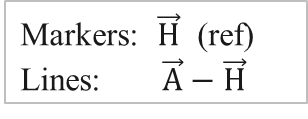 Markers: H⃗ (ref)
Lines: A⃗ − H⃗